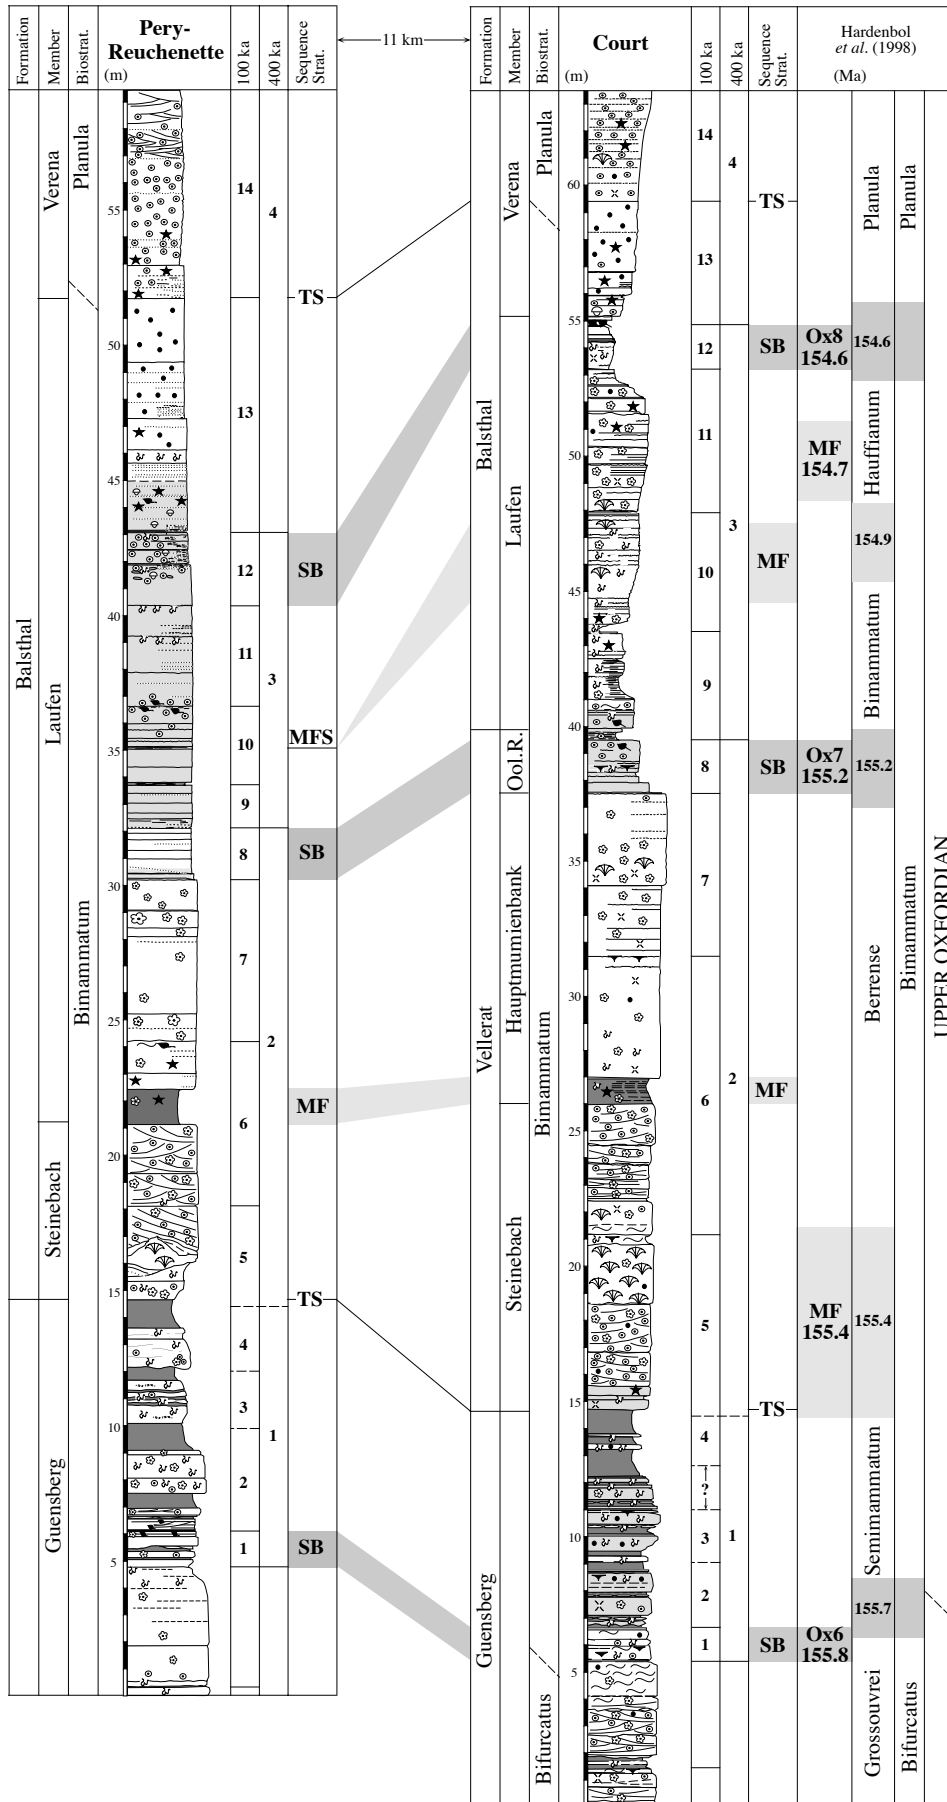 Formation
Member
Biostrat.
Pery-
Reuchenette
(m)
100 ka
400 ka
Sequence
Strat.
11 km
Formation
Member
Biostrat.
Court
(m)
100 ka
400 ka
Sequence
Strat.
Hardenbol
et al. (1998)
(Ma)
Balsthal
Verena
Laufen
Steinebach
Guensberg
Planula
Bimammatum
55
50
45
40
35
30
25
20
15
10
5
14
13
12
11
10
9
8
7
6
5
4
3
2
1
4
3
2
1
TS
SB
MFS
SB
MF
TS
SB
Balsthal
Vellerat
Guensberg
Verena
Laufen
Ool.R.
Hauptmumienbank
Steinebach
Planula
Bimammatum
Bifurcatus
60
55
50
45
40
35
30
25
20
15
10
5
14
13
12
11
10
9
8
7
6
5
4
?
3
2
1
4
3
2
1
TS
SB
MF
SB
MF
TS
SB
Ox8
154.6
MF
154.7
Ox7
155.2
MF
155.4
Ox6
155.8
Planula
154.6
Hauffianum
154.9
Bimammatum
155.2
Berrense
155.4
Semimammatum
155.7
Grossouvrei
Planula
Bimammatum
Bifurcatus
UPPER OXFORDIAN